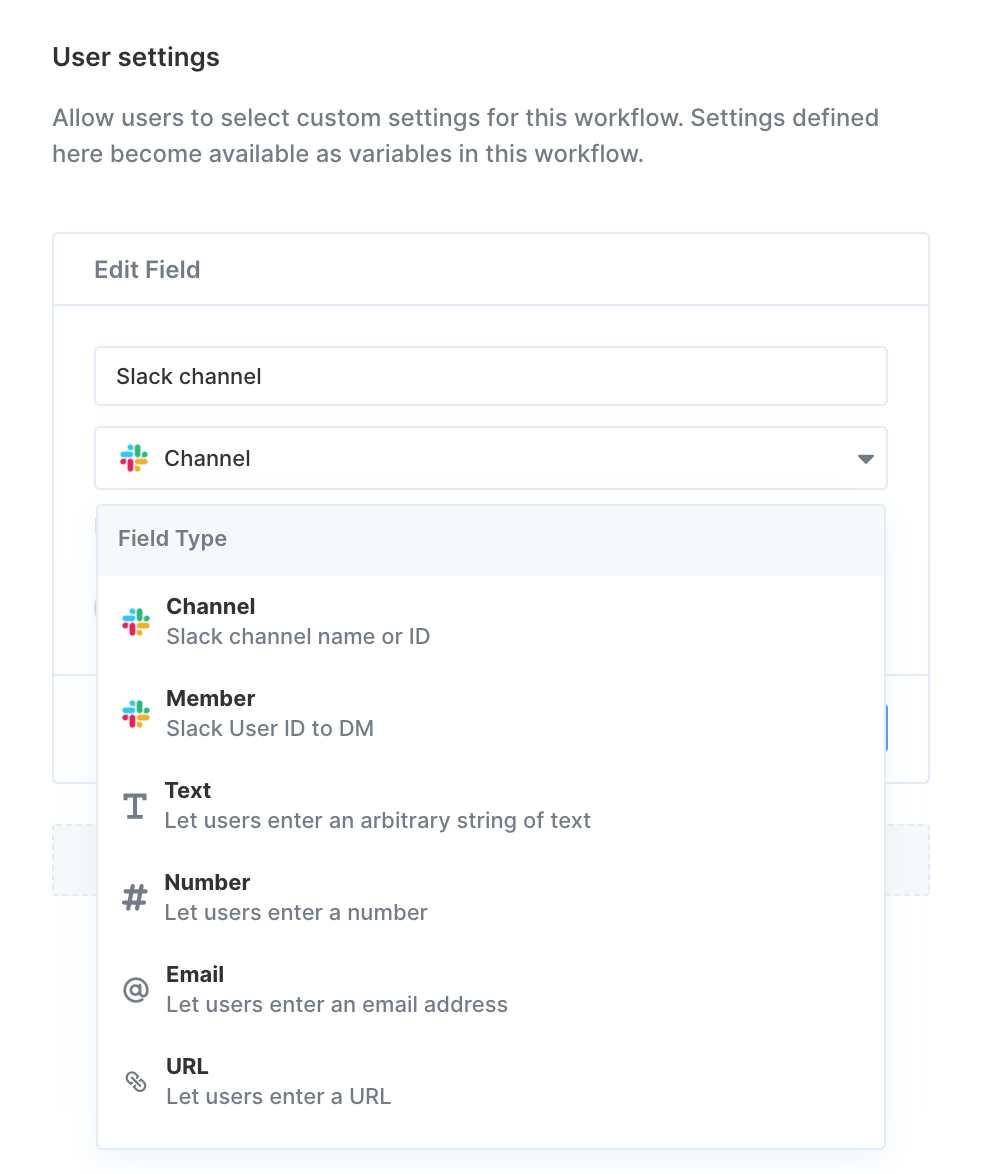 User settings
Allow users to select custom settings for this workflow. Settings defined
here become available as variables in this workflow.
Edit Field
Slack channel
Channel
Field Type
Channel
Slack channel name or ID
Member
Slack User ID to DM
Text
Let users enter an arbitrary string of text
Number
Let users enter a number
Email
Let users enter an email address
URL
Let users enter a URL